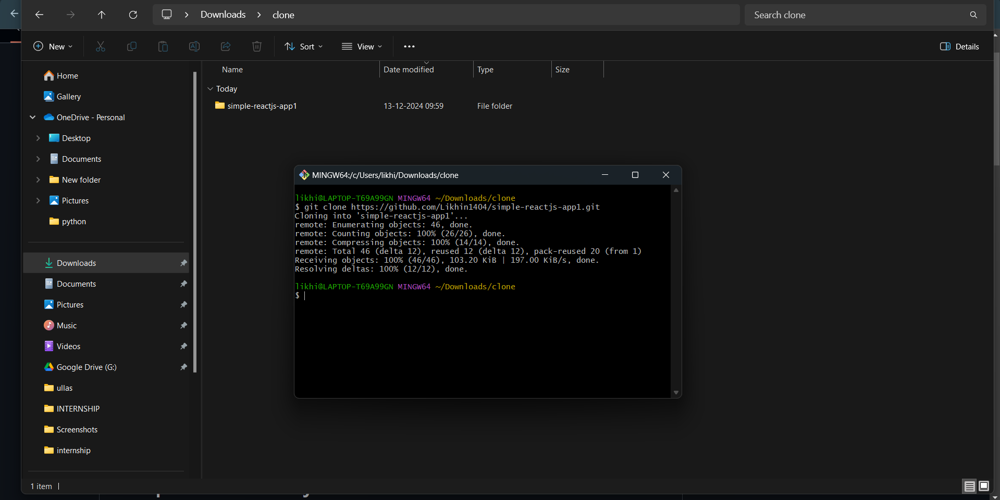 Downloads
clone
Search clone
New
Sort
View
Details
Home
Gallery
OneDrive - Personal
Desktop
Documents
New folder
Pictures
python
Downloads
Documents
Pictures
Music
Videos
Google Drive (G:)
ullas
INTERNSHIP
Screenshots
internship
Name Date modified Type Size
Today
simple-reactjs-app1 13-12-2024 09:59 File folder
MINGW64:/c/Users/likhi/Downloads/clone
likhi@LAPTOP-T69A99GN MINGW64 ~/Downloads/clone
$ git clone https://github.com/Likhin1404/simple-reactjs-app1.git
Cloning into 'simple-reactjs-app1'...
remote: Enumerating objects: 46, done.
remote: Counting objects: 100% (26/26), done.
remote: Compressing objects: 100% (14/14), done.
remote: Total 46 (delta 12), reused 12 (delta 12), pack-reused 20 (from 1)
Receiving objects: 100% (46/46), 103.20 KiB | 197.00 KiB/s, done.
Resolving deltas: 100% (12/12), done.
likhi@LAPTOP-T69A99GN MINGW64 ~/Downloads/clone
$
1 item